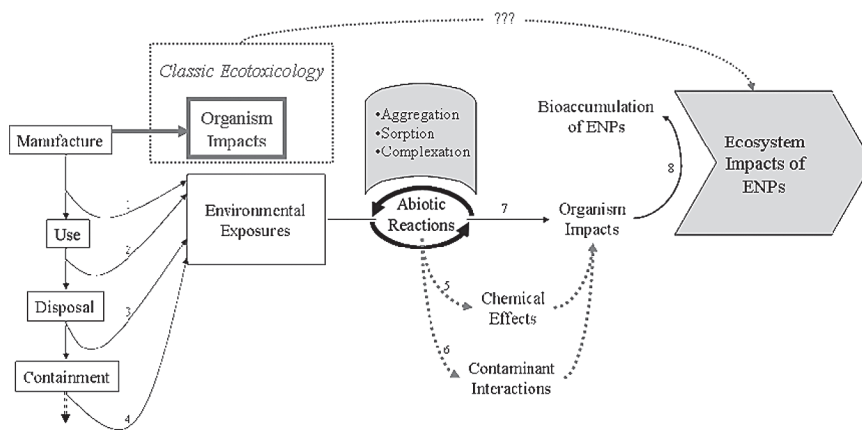 ???
Classic Ecotoxicology
Organism
Impacts
Manufacture
•Aggregation
•Sorption
•Complexation
Bioaccumulation
of ENPs
Ecosystem
Impacts of
ENPs
8
1
Environmental
Exposures
Abiotic
Reactions
7
Organism
Impacts
Use
2
Disposal
3
5
Chemical
Effects
6
Contaminant
Interactions
Containment
4